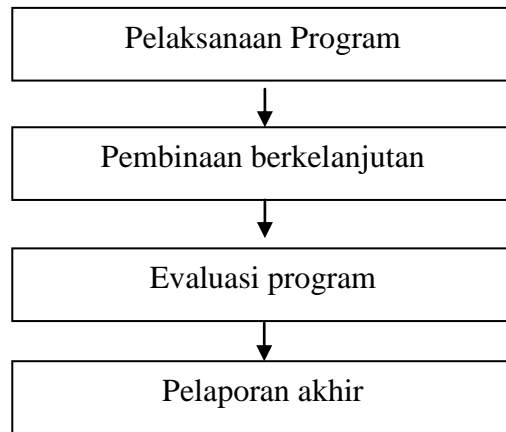 Pelaksanaan Program
Pembinaan berkelanjutan
Evaluasi program
Pelaporan akhir